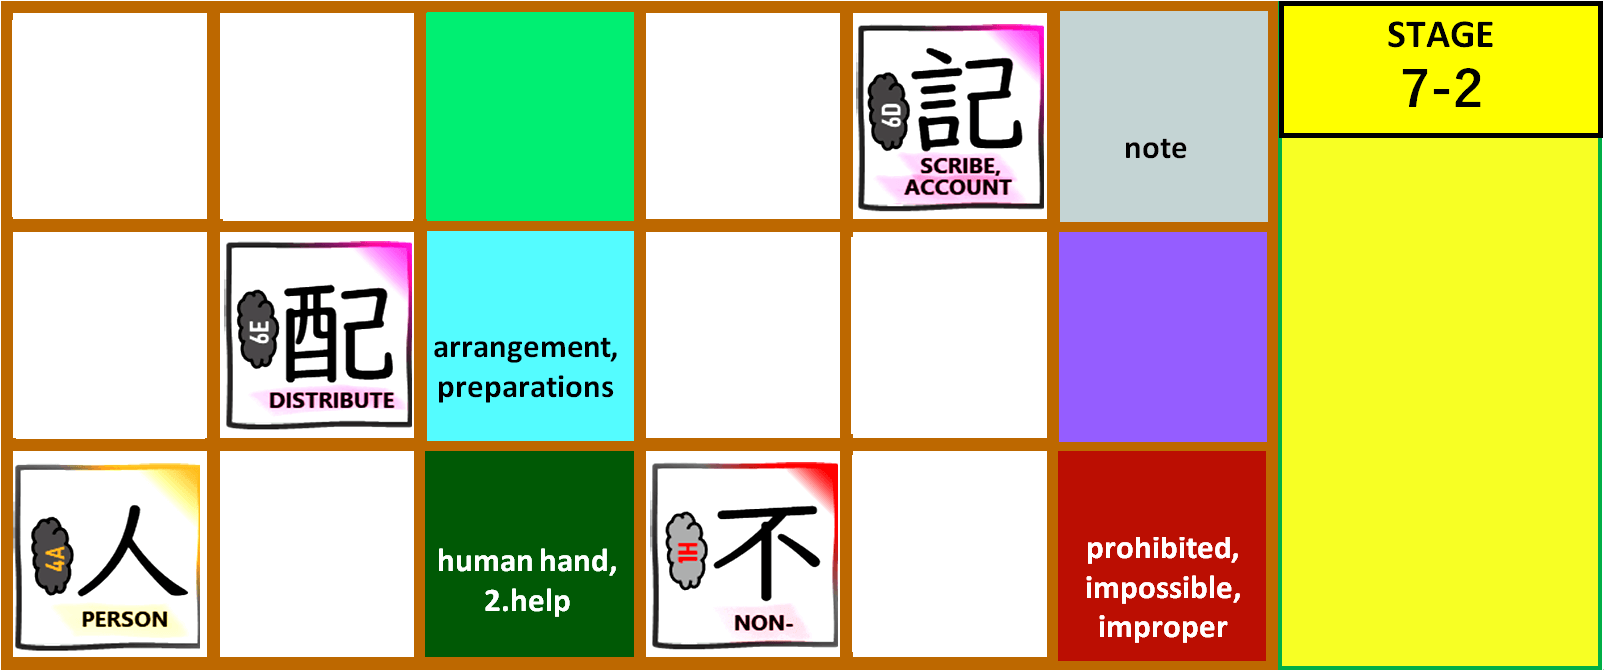 6D
記
SCRIBE,
ACCOUNT
note
STAGE
7-2
6E
配
DISTRIBUTE
arrangement,
preparations
4A
人
PERSON
human hand,
2.help
1H
不
NON-
prohibited,
impossible,
improper